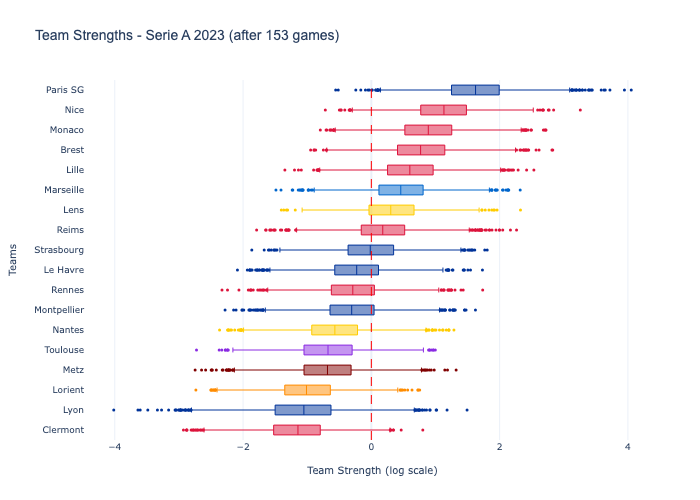 Team Strengths - Serie A 2023 (after 153 games)
Paris SG
Nice
Monaco
Brest
Lille
Marseille
Lens
Reims
Strasbourg
Le Havre
Rennes
Montpellier
Nantes
Toulouse
Metz
Lorient
Lyon
Clermont
Teams
−4 −2 0 2 4
Team Strength (log scale)